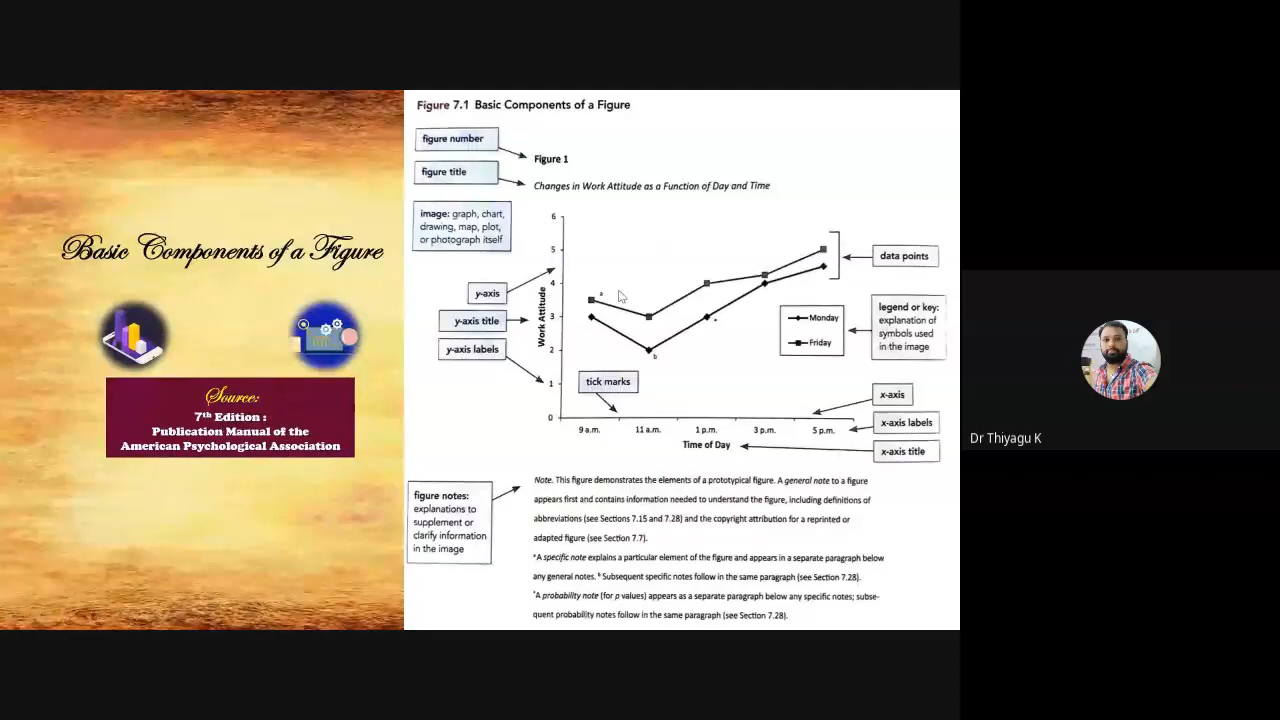 Basic Components of a Figure
Source:
7th Edition :
Publication Manual of the
American Psychological Association
Figure 7.1 Basic Components of a Figure
figure number
Figure 1
figure title
Changes in Work Attitude as a Function of Day and Time
image: graph, chart,
drawing, map, plot,
or photograph itself
y-axis
y-axis title
y-axis labels
Work Attitude
6
5
4
3
2
1
0
a
b
*
tick marks
9 a.m.
11 a.m.
1 p.m.
3 p.m.
5 p.m.
Time of Day
Monday
Friday
data points
legend or key:
explanation of
symbols used
in the image
x-axis
x-axis labels
x-axis title
figure notes:
explanations to
supplement or
clarify information
in the image
Note. This figure demonstrates the elements of a prototypical figure. A general note to a figure
appears first and contains information needed to understand the figure, including definitions of
abbreviations (see Sections 7.15 and 7.28) and the copyright attribution for a reprinted or
adapted figure (see Section 7.7).
a A specific note explains a particular element of the figure and appears in a separate paragraph below
any general notes. b Subsequent specific notes follow in the same paragraph (see Section 7.28).
*A probability note (for p values) appears as a separate paragraph below any specific notes; subse-
quent probability notes follow in the same paragraph (see Section 7.28).
Dr Thiyagu K